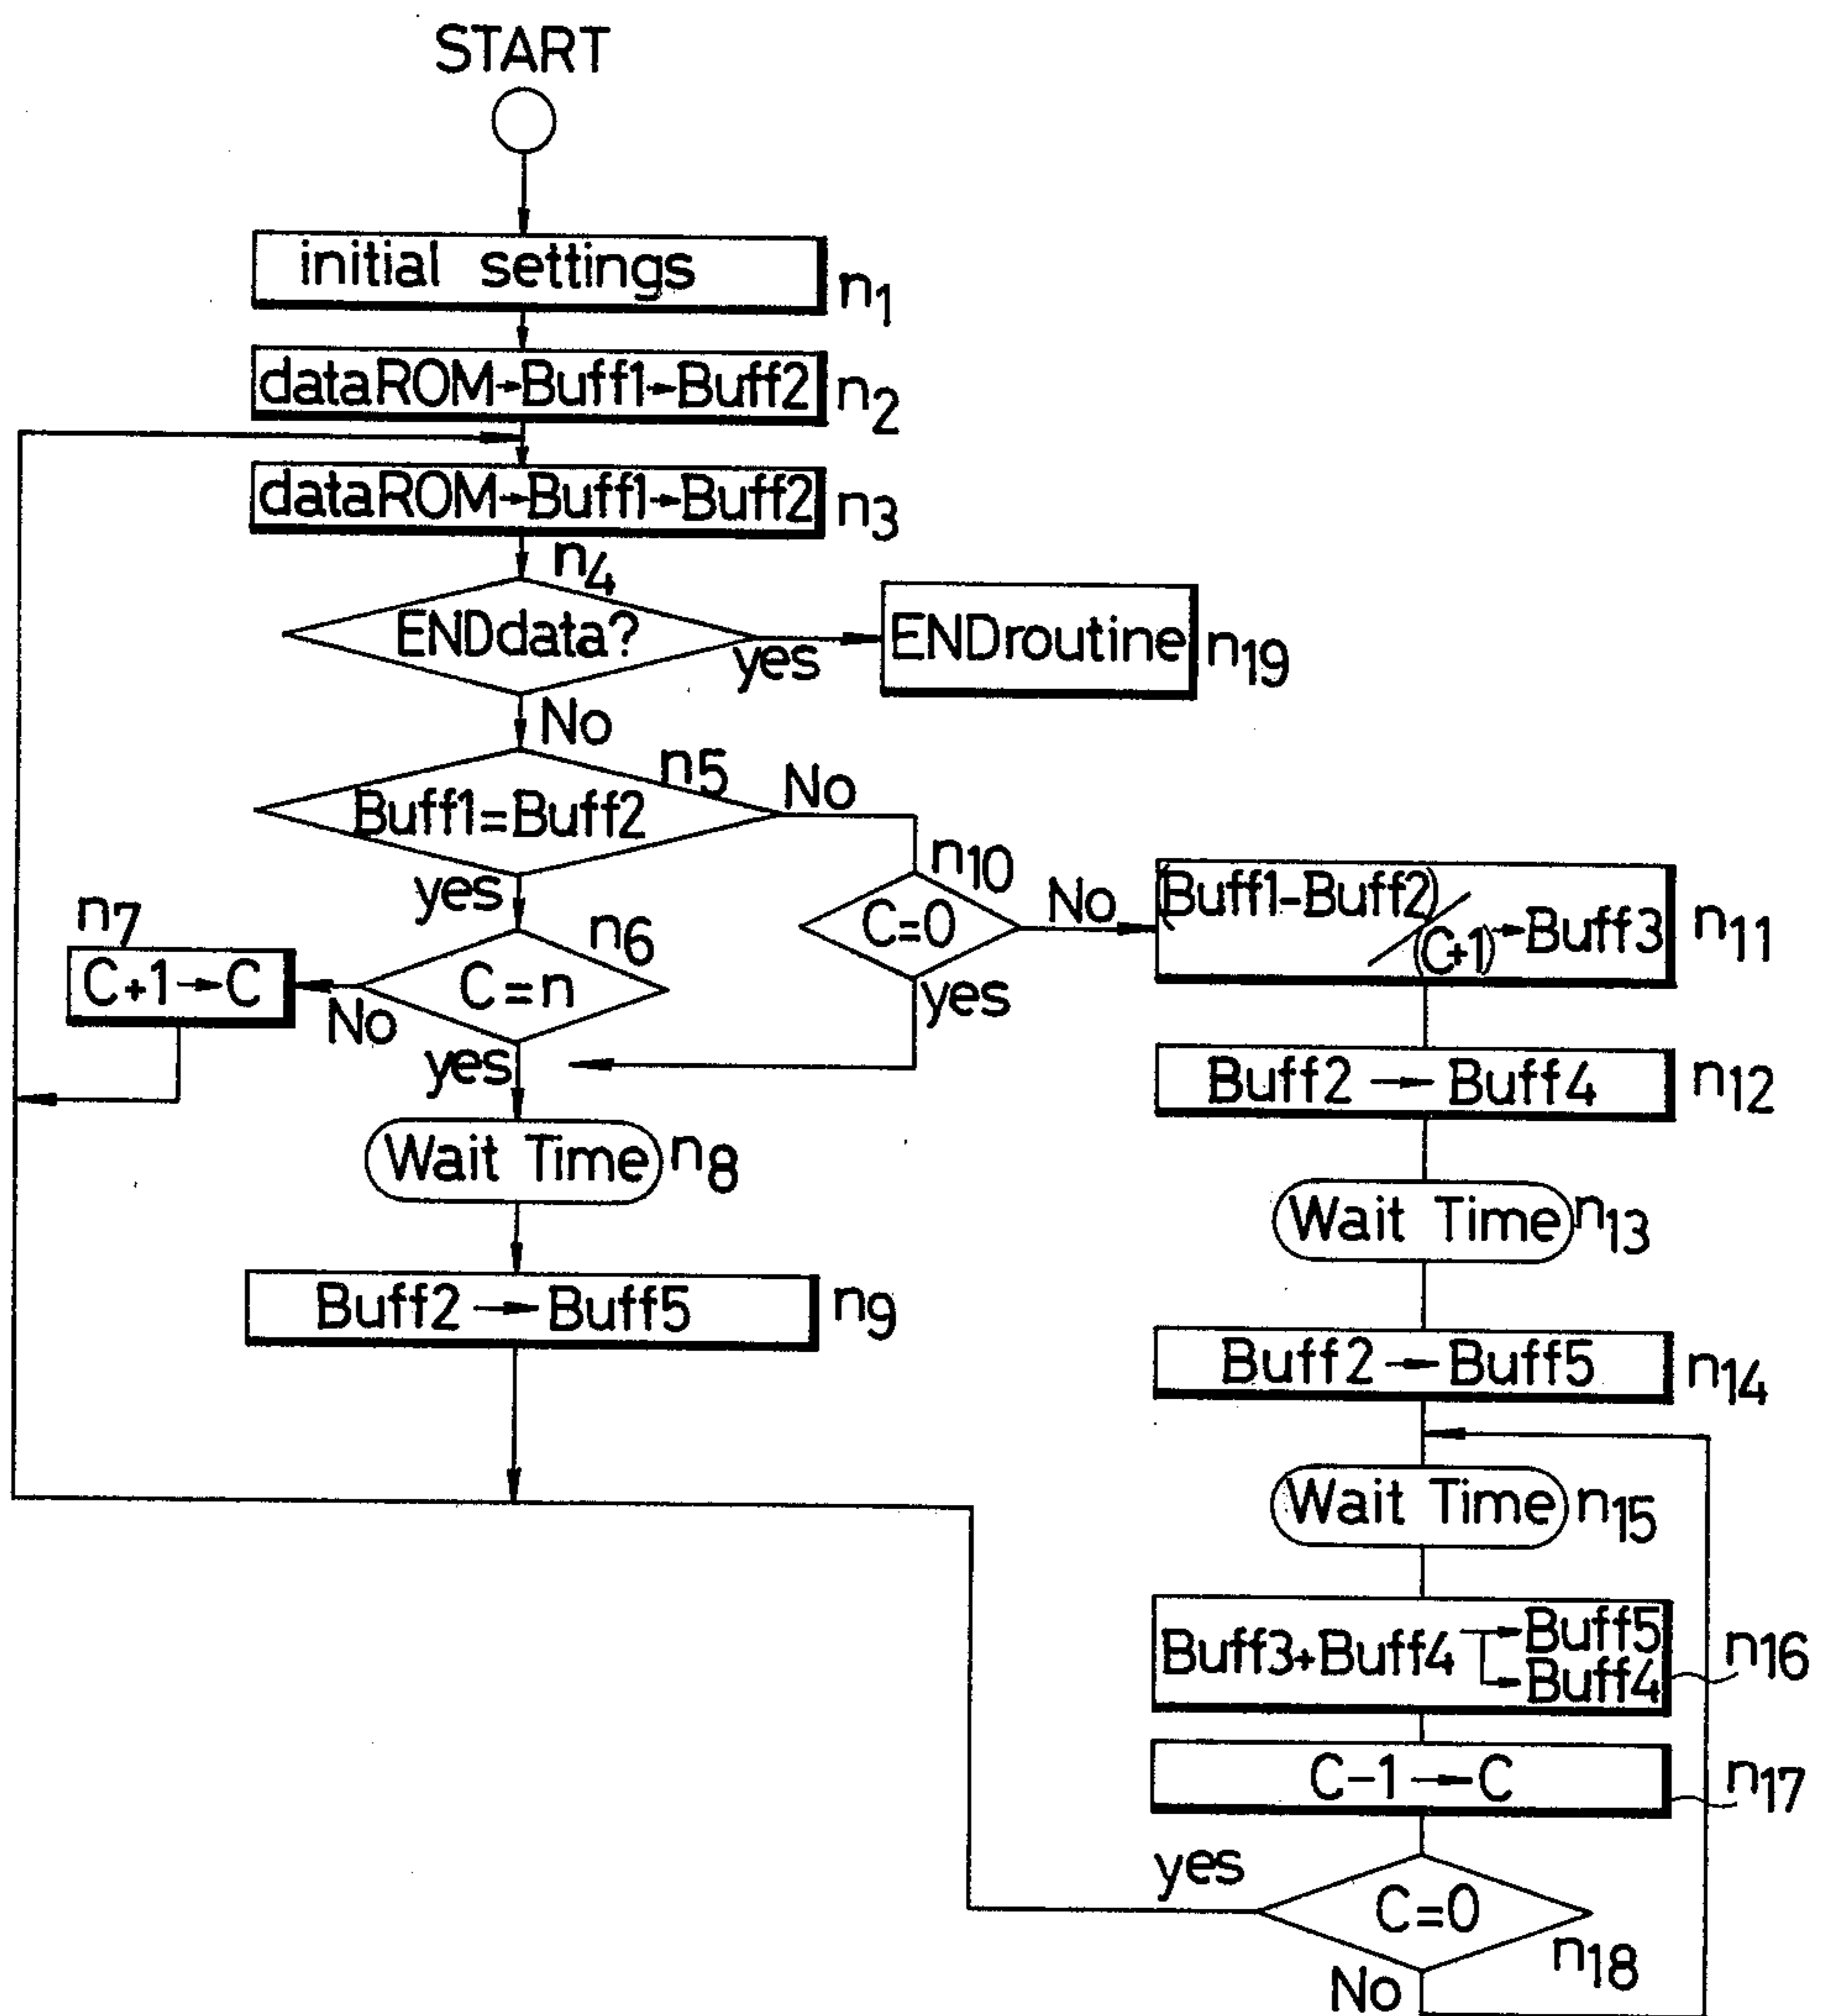 START
initial settings
n1
dataROM→Buff1→Buff2
n2
dataROM→Buff1→Buff2
n3
n4
ENDdata?
yes
ENDroutine
n19
No
n5
Buff1=Buff2
No
yes
n10
C=0
No
yes
(Buff1-Buff2)/(C+1)→Buff3
n11
n7
C+1→C
n6
C=n
No
yes
Buff2→Buff4
n12
Wait Time
n8
Wait Time
n13
Buff2→Buff5
n9
Buff2→Buff5
n14
Wait Time
n15
Buff3+Buff4→Buff5
→Buff4
n16
C-1→C
n17
yes
C=0
n18
No